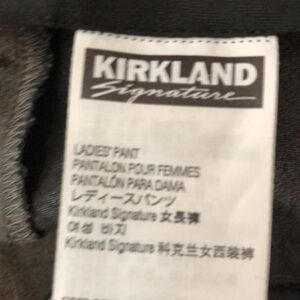 KIRKLAND
Signature
LADIES' PANT
PANTALON POUR FEMMES
PANTALÓN PARA DAMA
レディースパンツ
Kirkland Signature 女長褲
여성 바지
Kirkland Signature 科克兰女西装裤